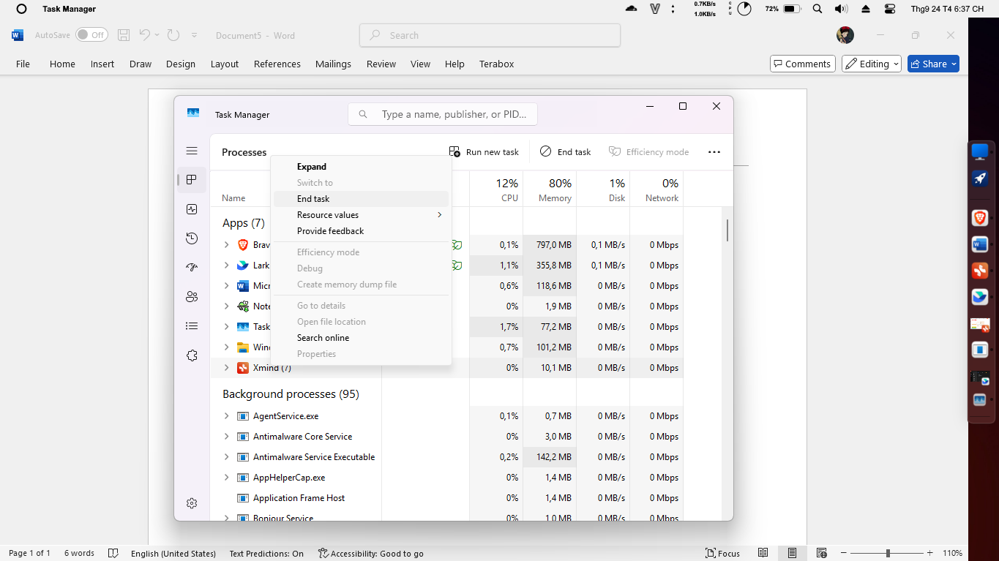 Task Manager
0.7KB/s
1.0KB/s
CPU
72%
Thg9 24 T4 6:37 CH
AutoSave Off Document5 - Word Search
File Home Insert Draw Design Layout References Mailings Review View Help Terabox Comments Editing Share
Task Manager
Type a name, publisher, or PID...
Processes Run new task End task Efficiency mode
Expand
Switch to
End task
Resource values
Provide feedback
Efficiency mode
Debug
Create memory dump file
Go to details
Open file location
Search online
Properties
12% 80% 1% 0%
Name CPU Memory Disk Network
Apps (7)
Brav 0,1% 797,0 MB 0,1 MB/s 0 Mbps
Lark 1,1% 355,8 MB 0,1 MB/s 0 Mbps
Micr 0,6% 118,6 MB 0 MB/s 0 Mbps
Note 0% 1,9 MB 0 MB/s 0 Mbps
Task 1,7% 77,2 MB 0 MB/s 0 Mbps
Wind 0,7% 101,2 MB 0 MB/s 0 Mbps
Xmind (7) 0% 10,1 MB 0 MB/s 0 Mbps
Background processes (95)
AgentService.exe 0,1% 0,7 MB 0 MB/s 0 Mbps
Antimalware Core Service 0% 3,0 MB 0 MB/s 0 Mbps
Antimalware Service Executable 0,2% 142,2 MB 0 MB/s 0 Mbps
AppHelperCap.exe 0% 1,4 MB 0 MB/s 0 Mbps
Application Frame Host 0% 1,4 MB 0 MB/s 0 Mbps
Bonjour Service 0% 1,0 MB 0 MB/s 0 Mbps
Page 1 of 1 6 words English (United States) Text Predictions: On Accessibility: Good to go Focus 110%